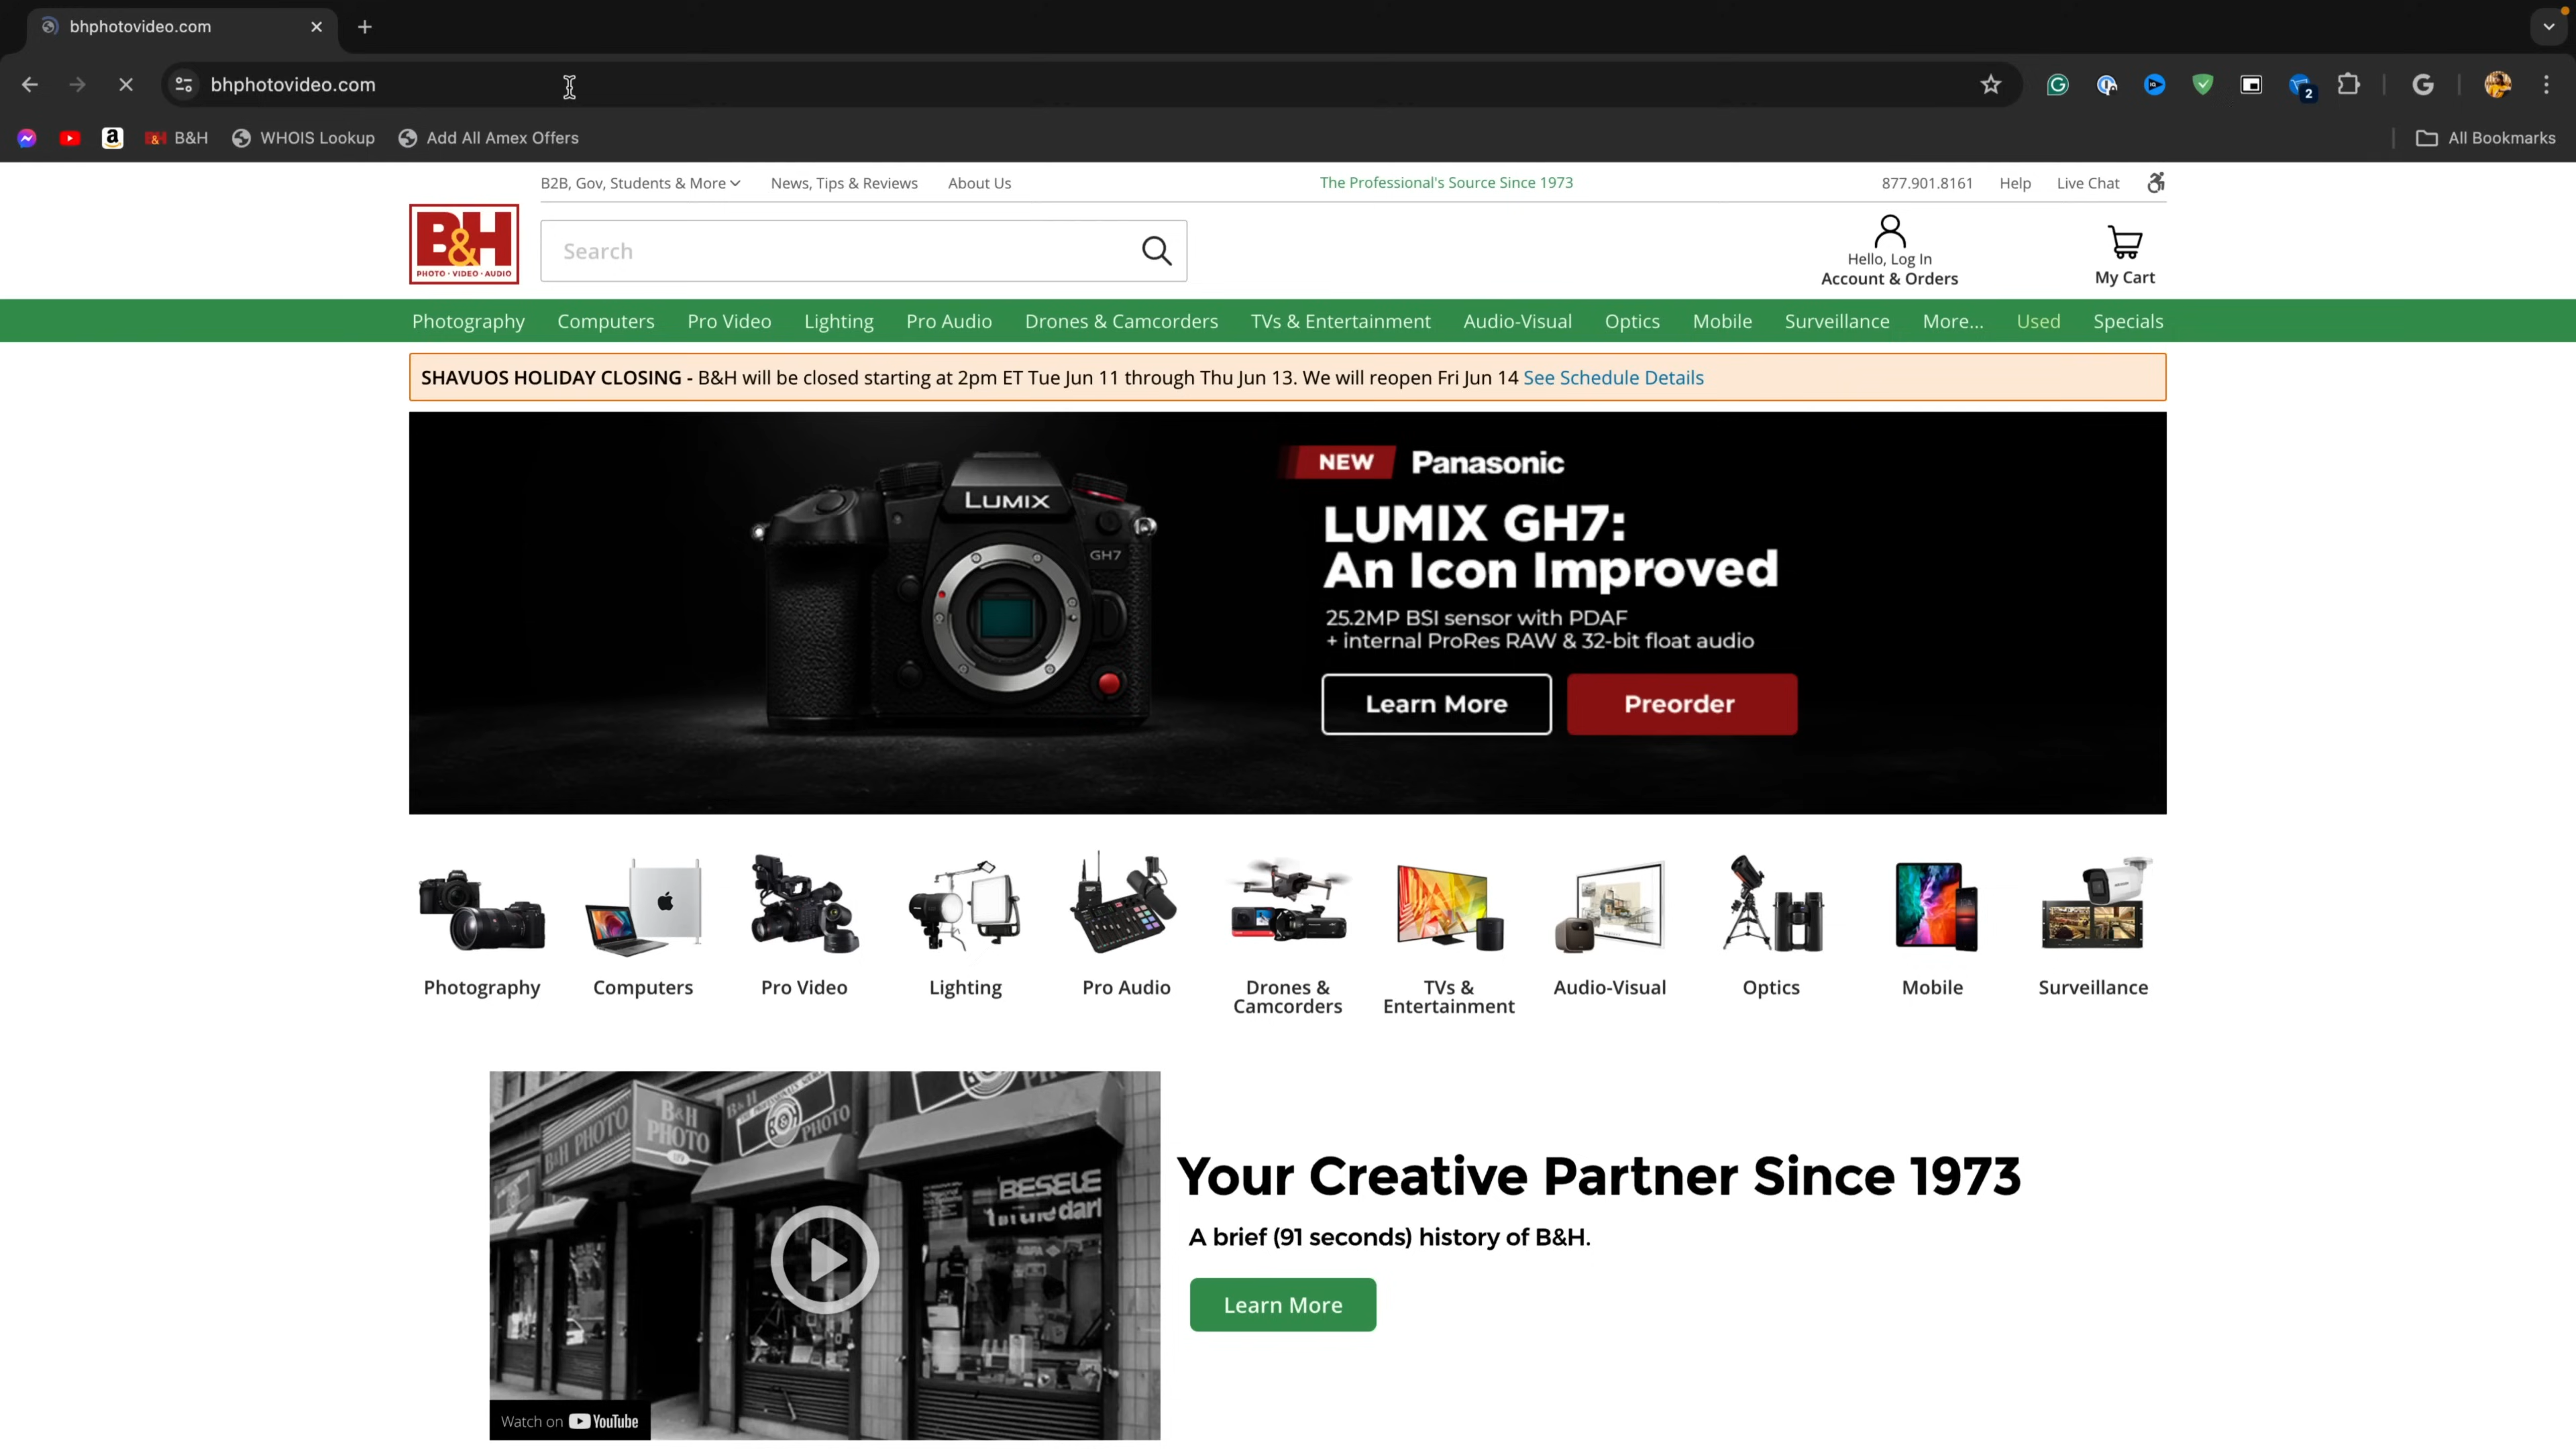 bhphotovideo.com
bhphotovideo.com
2
B&H
WHOIS Lookup
Add All Amex Offers
All Bookmarks
B2B, Gov, Students & More
News, Tips & Reviews
About Us
The Professional's Source Since 1973
877.901.8161
Help
Live Chat
B&H
PHOTO · VIDEO · AUDIO
Search
Hello, Log In
Account & Orders
My Cart
Photography
Computers
Pro Video
Lighting
Pro Audio
Drones & Camcorders
TVs & Entertainment
Audio-Visual
Optics
Mobile
Surveillance
More...
Used
Specials
SHAVUOS HOLIDAY CLOSING - B&H will be closed starting at 2pm ET Tue Jun 11 through Thu Jun 13. We will reopen Fri Jun 14 See Schedule Details
LUMIX
GH7
NEW Panasonic
LUMIX GH7:
An Icon Improved
25.2MP BSI sensor with PDAF
+ internal ProRes RAW & 32-bit float audio
Learn More
Preorder
Photography
Computers
Pro Video
Lighting
Pro Audio
Drones &
Camcorders
TVs &
Entertainment
Audio-Visual
Optics
Mobile
Surveillance
B&H PHOTO
B&H
PHOTO
B&H
PHOTO
BESELE
Your Creative Partner Since 1973
A brief (91 seconds) history of B&H.
Learn More
Watch on YouTube